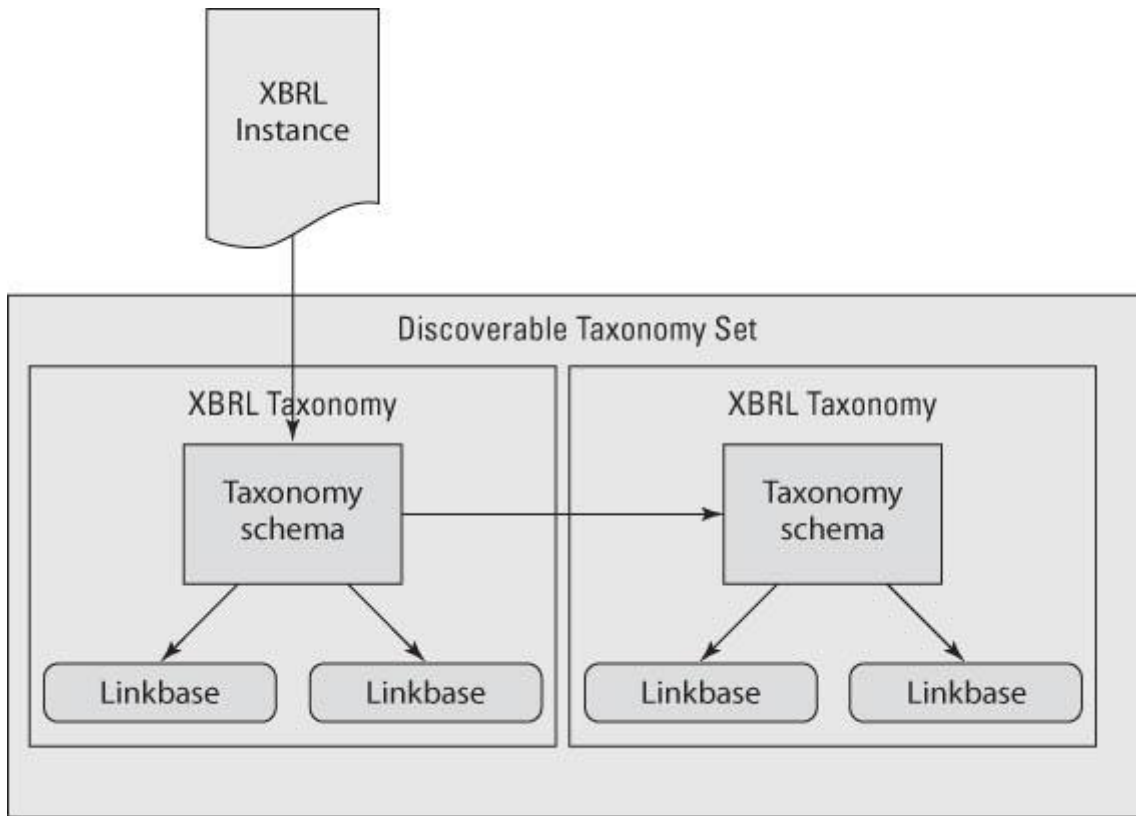 XBRL
Instance
Discoverable Taxonomy Set
XBRL Taxonomy
Taxonomy
schema
Linkbase
Linkbase
XBRL Taxonomy
Taxonomy
schema
Linkbase
Linkbase